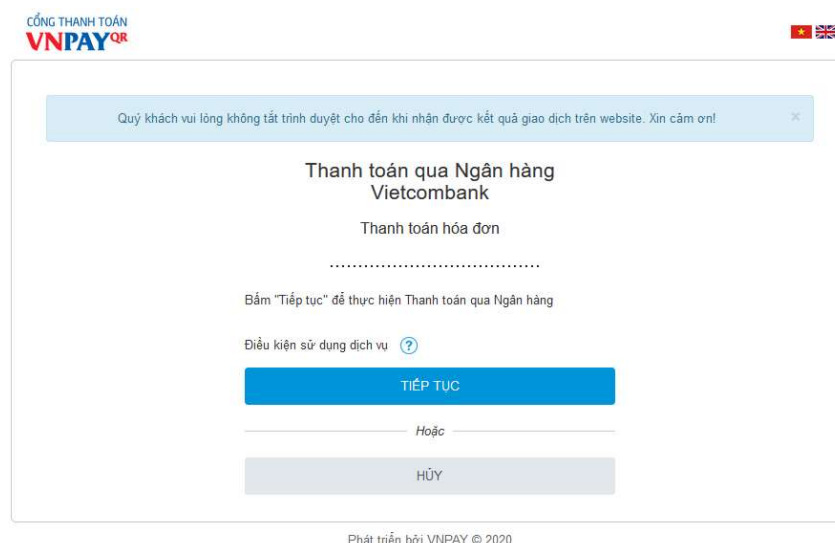 CỔNG THANH TOÁN
VNPAYQR
Quý khách vui lòng không tắt trình duyệt cho đến khi nhận được kết quả giao dịch trên website. Xin cảm ơn!
×
Thanh toán qua Ngân hàng
Vietcombank
Thanh toán hóa đơn
.....................................
Bấm "Tiếp tục" để thực hiện Thanh toán qua Ngân hàng
Điều kiện sử dụng dịch vụ ?
TIẾP TỤC
Hoặc
HỦY
Phát triển bởi VNPAY © 2020